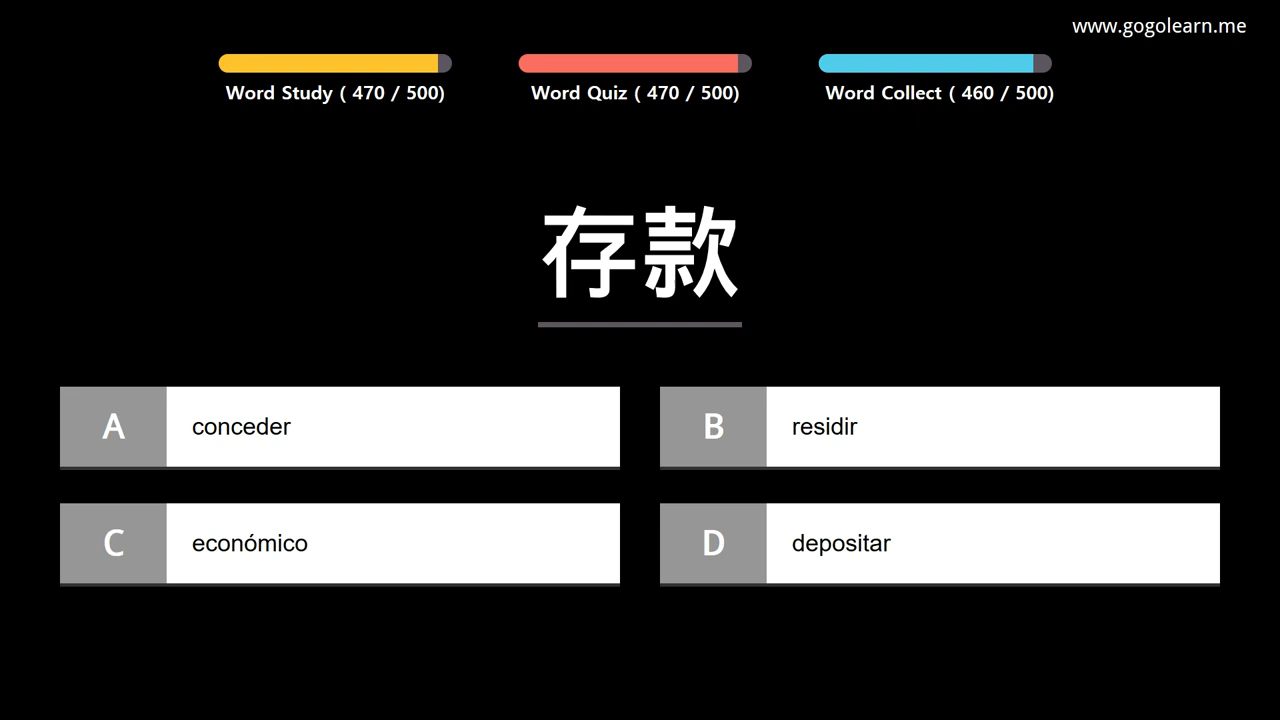 www.gogolearn.me
Word Study ( 470 / 500)
Word Quiz ( 470 / 500)
Word Collect ( 460 / 500)
存款
A conceder
B residir
C económico
D depositar